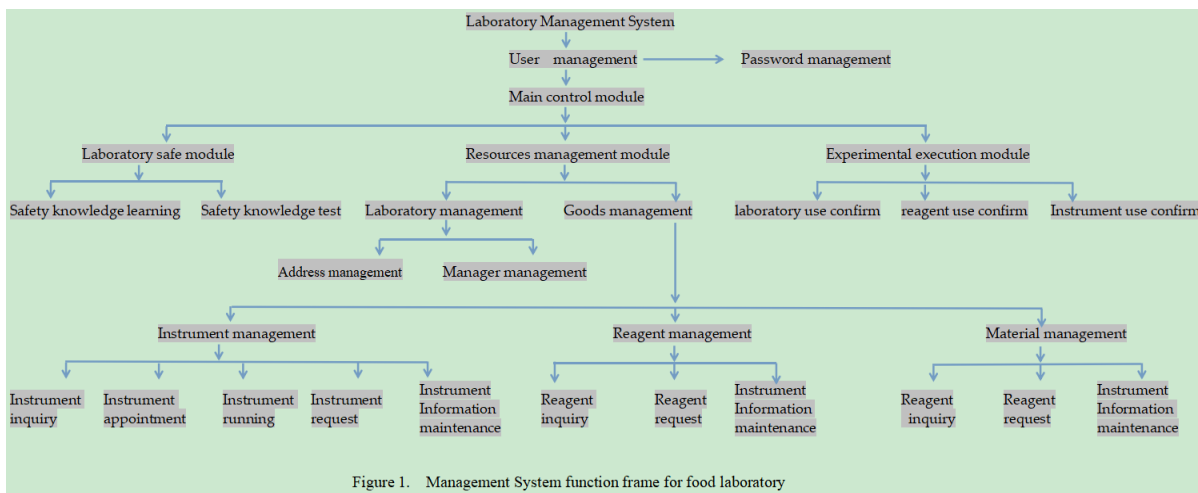 Laboratory Management System
User management
Password management
Main control module
Laboratory safe module
Resources management module
Experimental execution module
Safety knowledge learning
Safety knowledge test
Laboratory management
Goods management
laboratory use confirm
reagent use confirm
Instrument use confirm
Address management
Manager management
Instrument management
Reagent management
Material management
Instrument
inquiry
Instrument
appointment
Instrument
running
Instrument
request
Instrument
Information
maintenance
Reagent
inquiry
Reagent
request
Instrument
Information
maintenance
Reagent
inquiry
Reagent
request
Instrument
Information
maintenance
Figure 1. Management System function frame for food laboratory